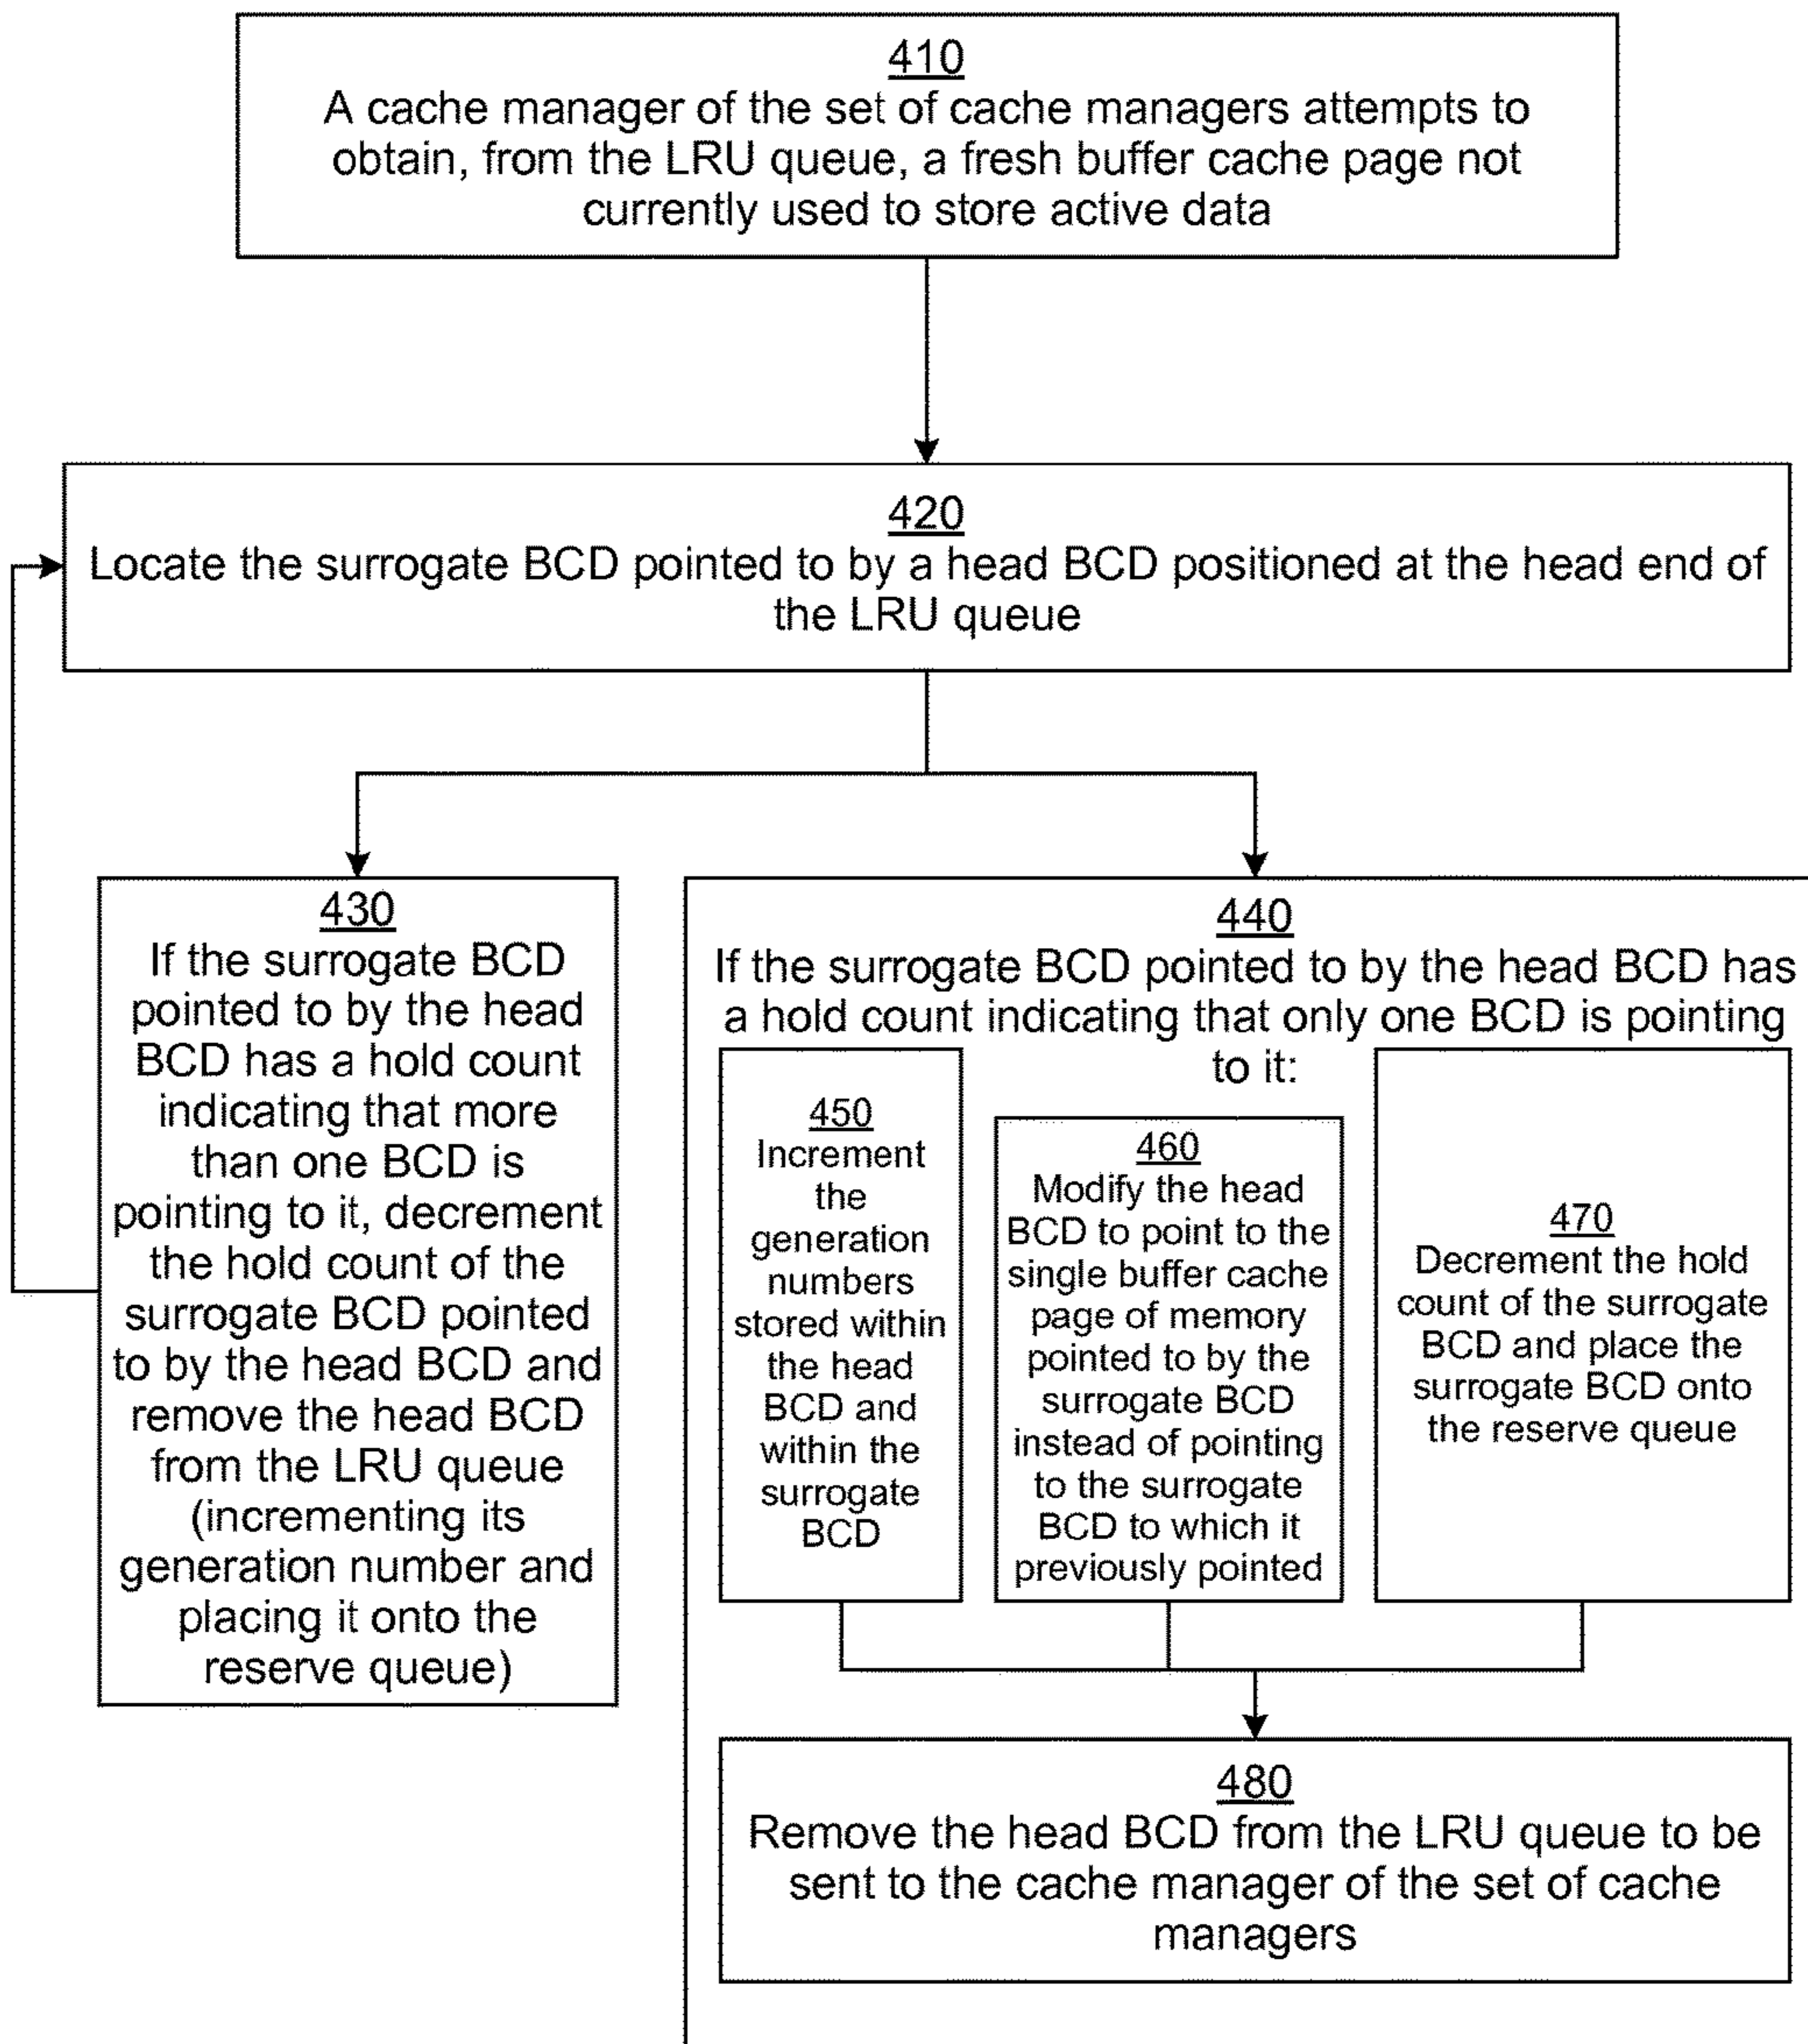 410
A cache manager of the set of cache managers attempts to
obtain, from the LRU queue, a fresh buffer cache page not
currently used to store active data
420
Locate the surrogate BCD pointed to by a head BCD positioned at the head end of
the LRU queue
430
If the surrogate BCD
pointed to by the head
BCD has a hold count
indicating that more
than one BCD is
pointing to it, decrement
the hold count of the
surrogate BCD pointed
to by the head BCD and
remove the head BCD
from the LRU queue
(incrementing its
generation number and
placing it onto the
reserve queue)
440
If the surrogate BCD pointed to by the head BCD has
a hold count indicating that only one BCD is pointing
to it:
450
Increment
the
generation
numbers
stored within
the head
BCD and
within the
surrogate
BCD
460
Modify the head
BCD to point to the
single buffer cache
page of memory
pointed to by the
surrogate BCD
instead of pointing
to the surrogate
BCD to which it
previously pointed
470
Decrement the hold
count of the surrogate
BCD and place the
surrogate BCD onto
the reserve queue
480
Remove the head BCD from the LRU queue to be
sent to the cache manager of the set of cache
managers